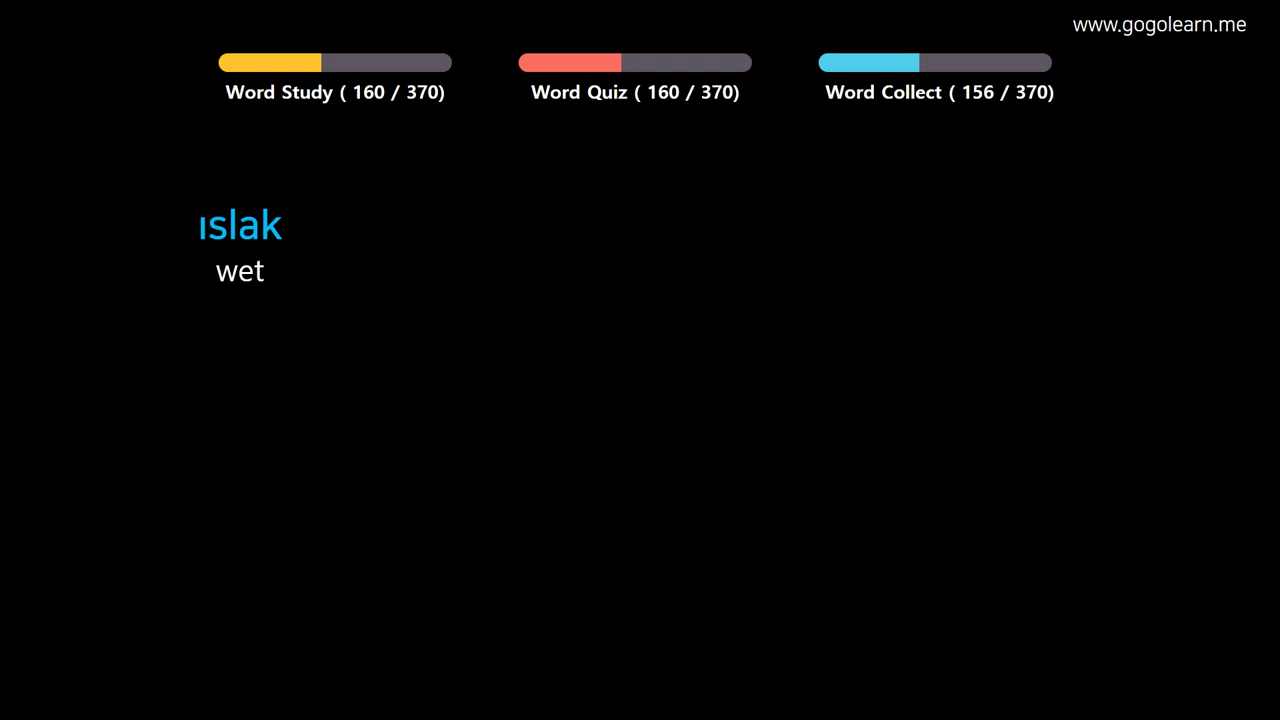 www.gogolearn.me
Word Study ( 160 / 370)
Word Quiz ( 160 / 370)
Word Collect ( 156 / 370)
ıslak
wet